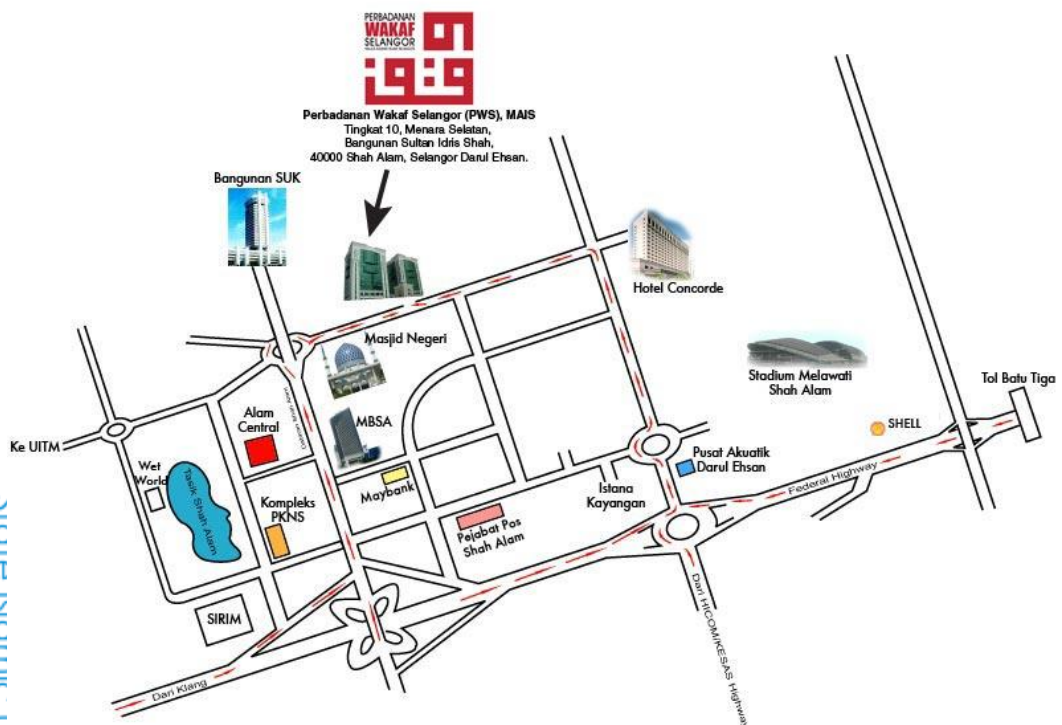 PERBADANAN
WAKAF
SELANGOR
Perbadanan Wakaf Selangor (PWS), MAIS
Tingkat 10, Menara Selatan,
Bangunan Sultan Idris Shah,
40000 Shah Alam, Selangor Darul Ehsan.
Bangunan SUK
Hotel Concorde
Masjid Negeri
Stadium Melawati
Shah Alam
Tol Batu Tiga
Alam
Central
MBSA
SHELL
Ke UITM
Wet
World
Tasik Shah Alam
Kompleks
PKNS
Maybank
Pejabat Pos
Shah Alam
Istana
Kayangan
Pusat Akuatik
Darul Ehsan
Federal Highway
SIRIM
Dari Klang
Dari HICOM/KESAS Highway